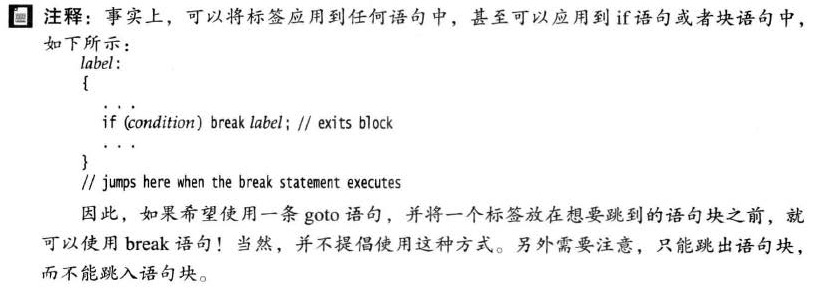 注释：事实上，可以将标签应用到任何语句中，甚至可以应用到 if 语句或者块语句中，
如下所示：
label:
{
. . .
if (condition) break label; // exits block
. . .
}
// jumps here when the break statement executes
因此，如果希望使用一条 goto 语句，并将一个标签放在想要跳到的语句块之前，就
可以使用 break 语句！当然，并不提倡使用这种方式。另外需要注意，只能跳出语句块，
而不能跳入语句块。